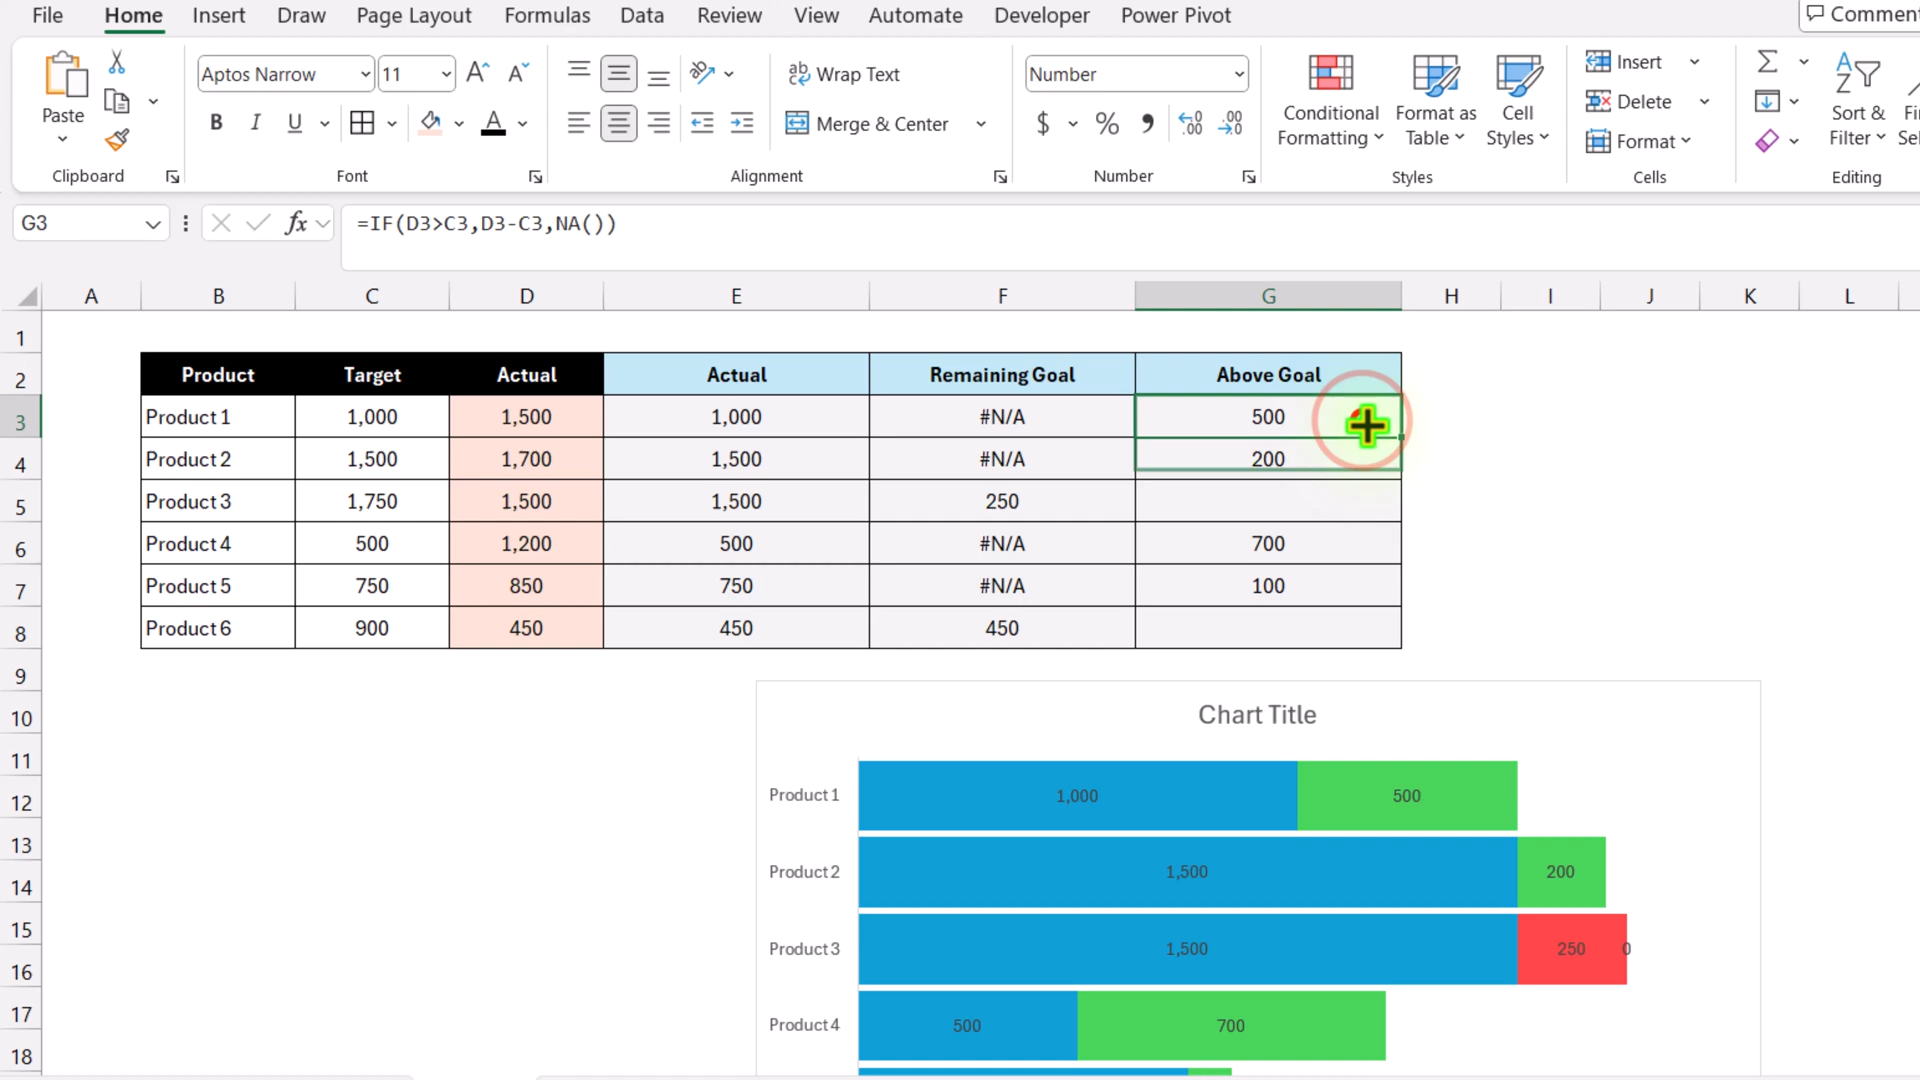 File Home Insert Draw Page Layout Formulas Data Review View Automate Developer Power Pivot
Aptos Narrow 11 Wrap Text Number Insert
Paste Conditional Formatting Format as Table Cell Styles Delete Sort & Filter
B I U Merge & Center $ % Format
Clipboard Font Alignment Number Styles Cells Editing
G3 fx =IF(D3>C3,D3-C3,NA())
A B C D E F G H I J K L
1
2 Product Target Actual Actual Remaining Goal Above Goal
3 Product 1 1,000 1,500 1,000 #N/A 500
4 Product 2 1,500 1,700 1,500 #N/A 200
5 Product 3 1,750 1,500 1,500 250
6 Product 4 500 1,200 500 #N/A 700
7 Product 5 750 850 750 #N/A 100
8 Product 6 900 450 450 450
9
10 Chart Title
11
12 Product 1 1,000 500
13
14 Product 2 1,500 200
15
16 Product 3 1,500 250 0
17 Product 4 500 700
18